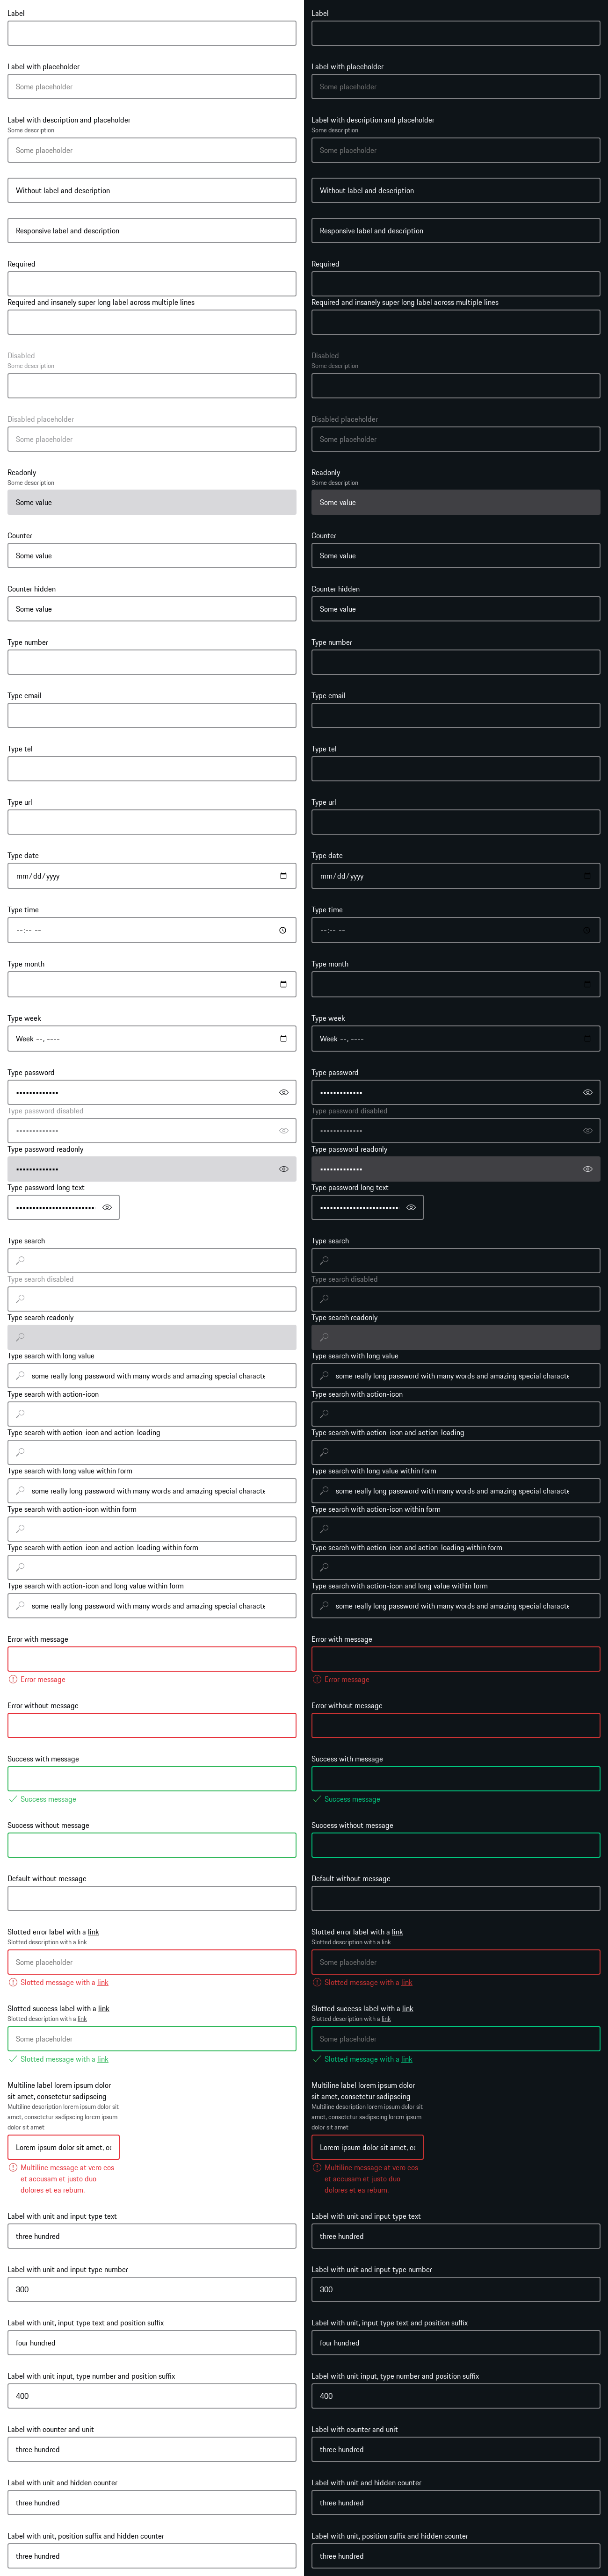 Label
Label with placeholder
Some placeholder
Label with description and placeholder
Some description
Some placeholder
Without label and description
Responsive label and description
Required
Required and insanely super long label across multiple lines
Disabled
Some description
Disabled placeholder
Some placeholder
Readonly
Some description
Some value
Counter
Some value
Counter hidden
Some value
Type number
Type email
Type tel
Type url
Type date
mm/dd/yyyy
Type time
--:-- --
Type month
--------- ----
Type week
Week --, ----
Type password
•••••••••••••
Type password disabled
•••••••••••••
Type password readonly
•••••••••••••
Type password long text
••••••••••••••••••••••••
Type search
Type search disabled
Type search readonly
Type search with long value
some really long password with many words and amazing special characte
Type search with action-icon
Type search with action-icon and action-loading
Type search with long value within form
some really long password with many words and amazing special characte
Type search with action-icon within form
Type search with action-icon and action-loading within form
Type search with action-icon and long value within form
some really long password with many words and amazing special characte
Error with message
Error message
Error without message
Success with message
Success message
Success without message
Default without message
Slotted error label with a link
Slotted description with a link
Some placeholder
Slotted message with a link
Slotted success label with a link
Slotted description with a link
Some placeholder
Slotted message with a link
Multiline label lorem ipsum dolor
sit amet, consetetur sadipscing
Multiline description lorem ipsum dolor sit
amet, consetetur sadipscing lorem ipsum
dolor sit amet
Lorem ipsum dolor sit amet, co
Multiline message at vero eos
et accusam et justo duo
dolores et ea rebum.
Label with unit and input type text
three hundred
Label with unit and input type number
300
Label with unit, input type text and position suffix
four hundred
Label with unit input, type number and position suffix
400
Label with counter and unit
three hundred
Label with unit and hidden counter
three hundred
Label with unit, position suffix and hidden counter
three hundred
Label
Label with placeholder
Some placeholder
Label with description and placeholder
Some description
Some placeholder
Without label and description
Responsive label and description
Required
Required and insanely super long label across multiple lines
Disabled
Some description
Disabled placeholder
Some placeholder
Readonly
Some description
Some value
Counter
Some value
Counter hidden
Some value
Type number
Type email
Type tel
Type url
Type date
mm/dd/yyyy
Type time
--:-- --
Type month
--------- ----
Type week
Week --, ----
Type password
•••••••••••••
Type password disabled
•••••••••••••
Type password readonly
•••••••••••••
Type password long text
••••••••••••••••••••••••
Type search
Type search disabled
Type search readonly
Type search with long value
some really long password with many words and amazing special characte
Type search with action-icon
Type search with action-icon and action-loading
Type search with long value within form
some really long password with many words and amazing special characte
Type search with action-icon within form
Type search with action-icon and action-loading within form
Type search with action-icon and long value within form
some really long password with many words and amazing special characte
Error with message
Error message
Error without message
Success with message
Success message
Success without message
Default without message
Slotted error label with a link
Slotted description with a link
Some placeholder
Slotted message with a link
Slotted success label with a link
Slotted description with a link
Some placeholder
Slotted message with a link
Multiline label lorem ipsum dolor
sit amet, consetetur sadipscing
Multiline description lorem ipsum dolor sit
amet, consetetur sadipscing lorem ipsum
dolor sit amet
Lorem ipsum dolor sit amet, co
Multiline message at vero eos
et accusam et justo duo
dolores et ea rebum.
Label with unit and input type text
three hundred
Label with unit and input type number
300
Label with unit, input type text and position suffix
four hundred
Label with unit input, type number and position suffix
400
Label with counter and unit
three hundred
Label with unit and hidden counter
three hundred
Label with unit, position suffix and hidden counter
three hundred